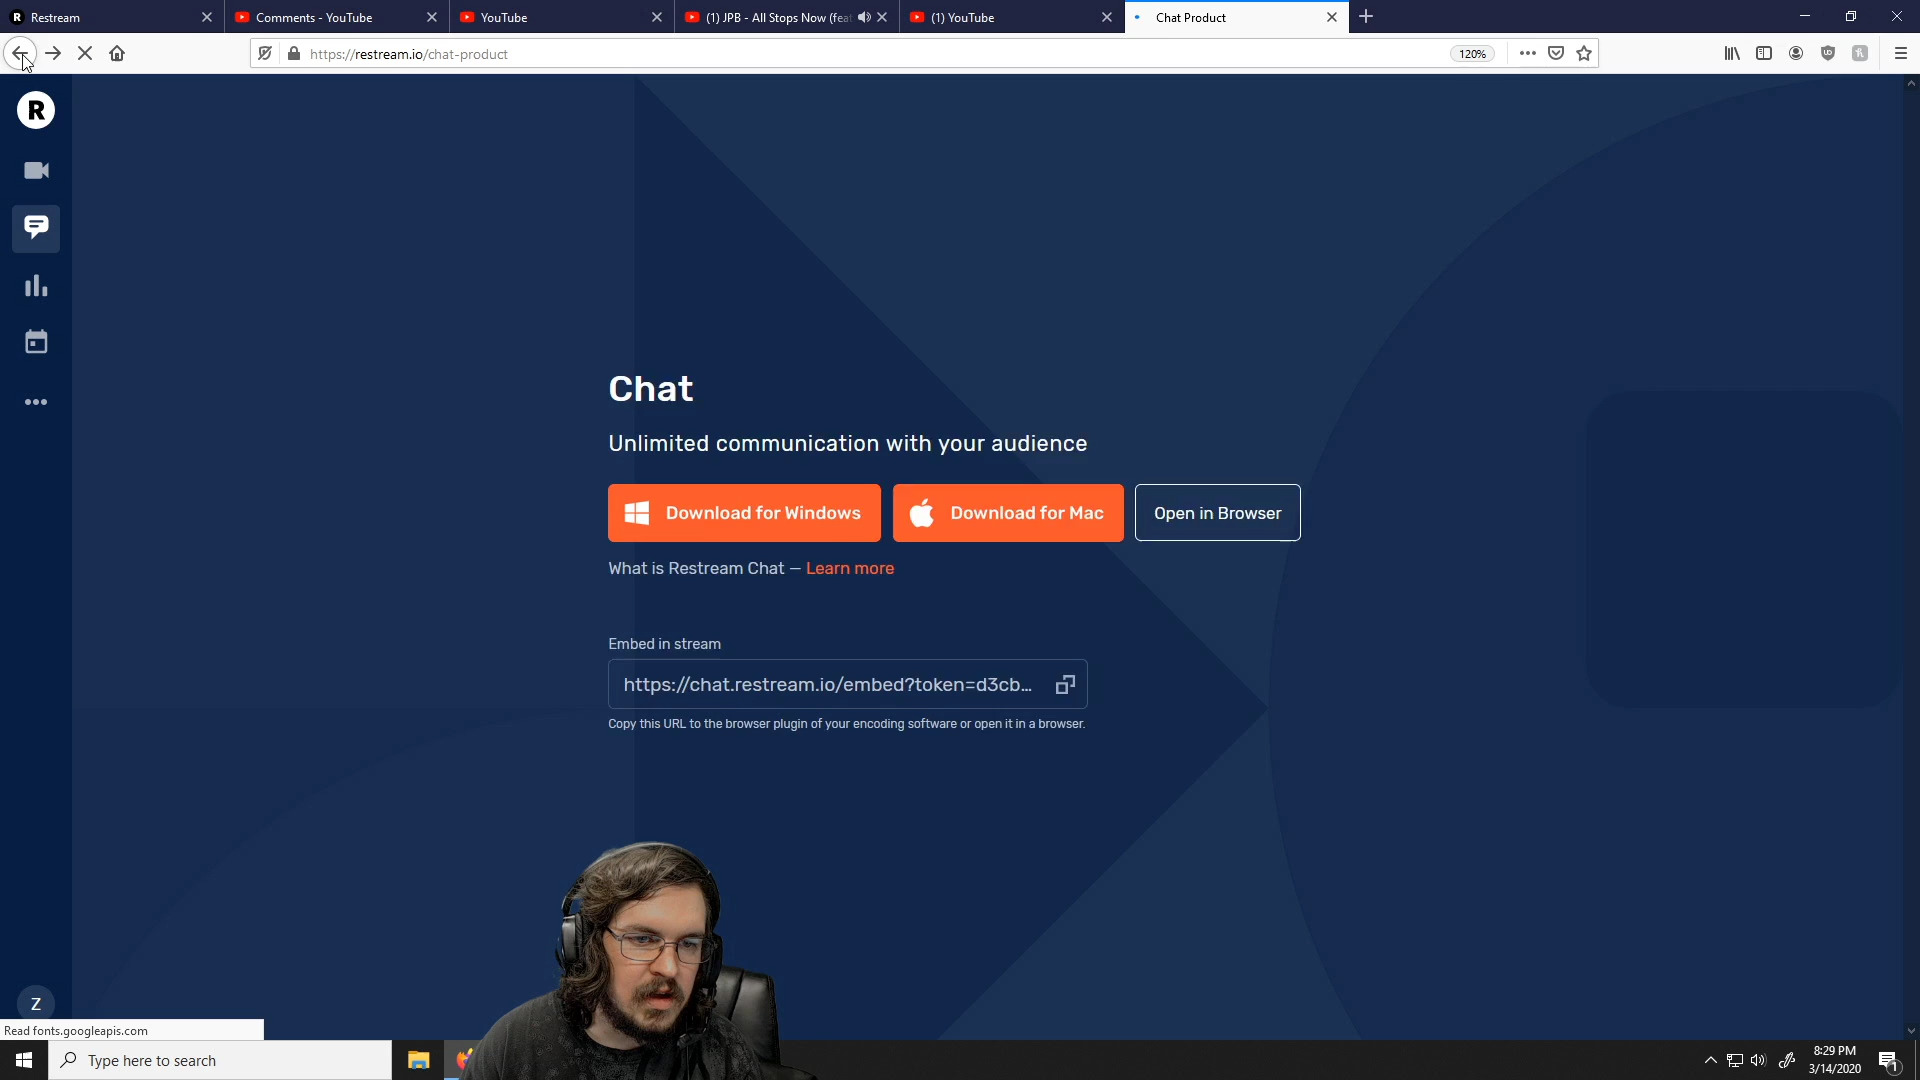 Restream
Comments - YouTube
YouTube
(1) JPB - All Stops Now (feat
(1) YouTube
Chat Product
https://restream.io/chat-product
120%
R
Chat
Unlimited communication with your audience
Download for Windows
Download for Mac
Open in Browser
What is Restream Chat — Learn more
Embed in stream
https://chat.restream.io/embed?token=d3cb...
Copy this URL to the browser plugin of your encoding software or open it in a browser.
Z
Read fonts.googleapis.com
Type here to search
8:29 PM
3/14/2020
1